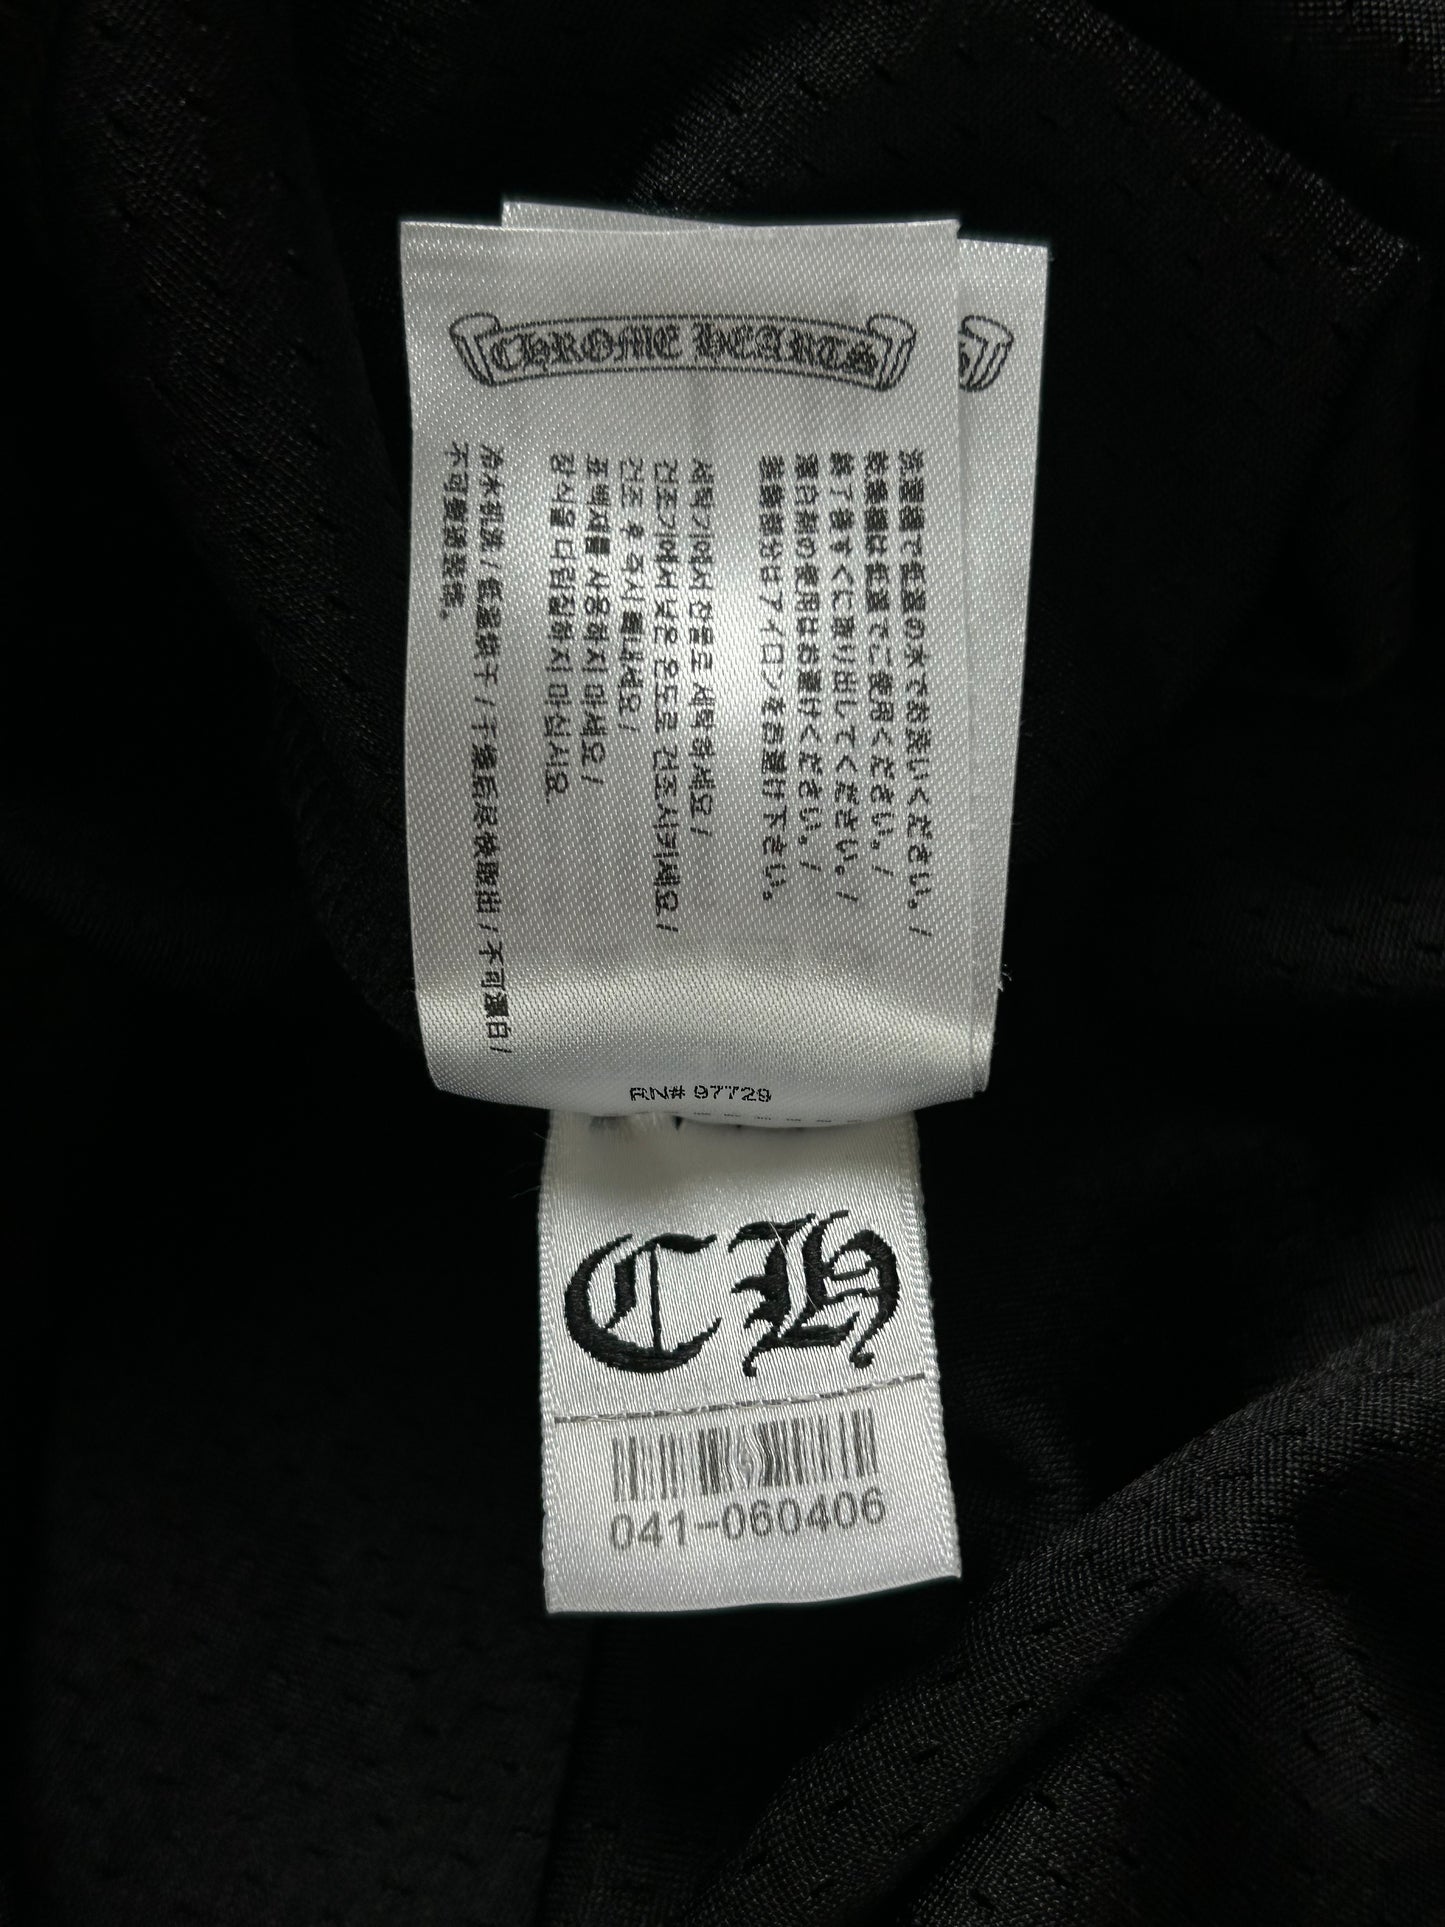 CHROME HEARTS
洗濯機で低温の水でお洗いください。/
乾燥機は低温でご使用ください。/
終了後すぐに取り出してください。/
漂白剤の使用はお避けください。/
装飾部分はアイロンをお避け下さい。
세탁기에서 찬물로 세탁하세요/
건조기에서 낮은 온도로 건조시키세요/
건조 후 즉시 빼내세요/
표백제를 사용하지 마세요/
장식을 다림질하지 마십시요.
冷水机洗/低温烘干/干燥后尽快取出/不可漂白/
不可熨烫装饰。
RN# 97729
CH
041-060406